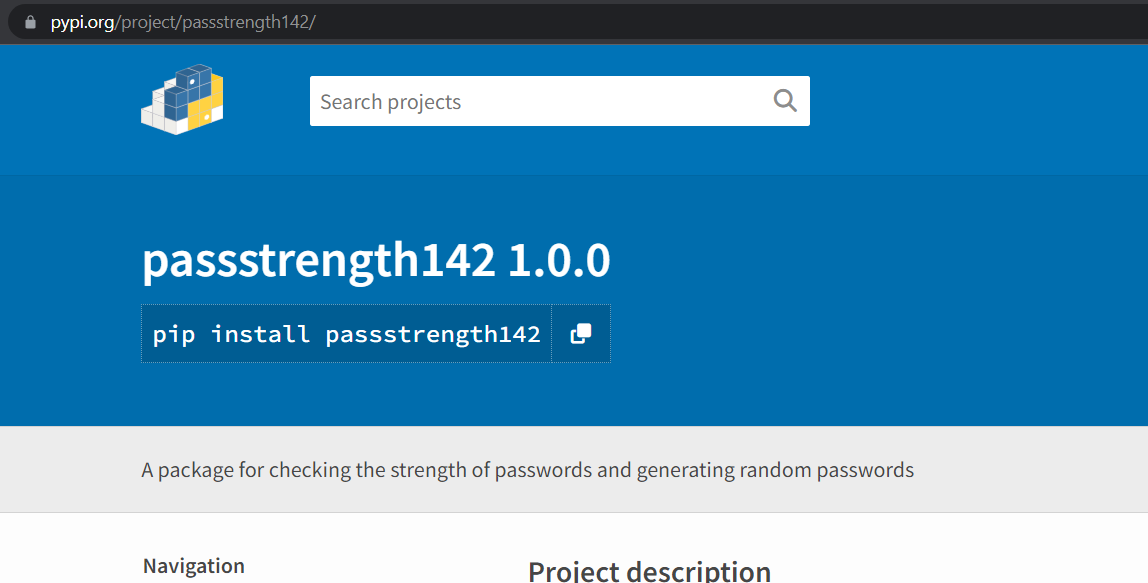 pypi.org/project/passstrength142/
Search projects
passstrength142 1.0.0
pip install passstrength142
A package for checking the strength of passwords and generating random passwords
Navigation
Project description